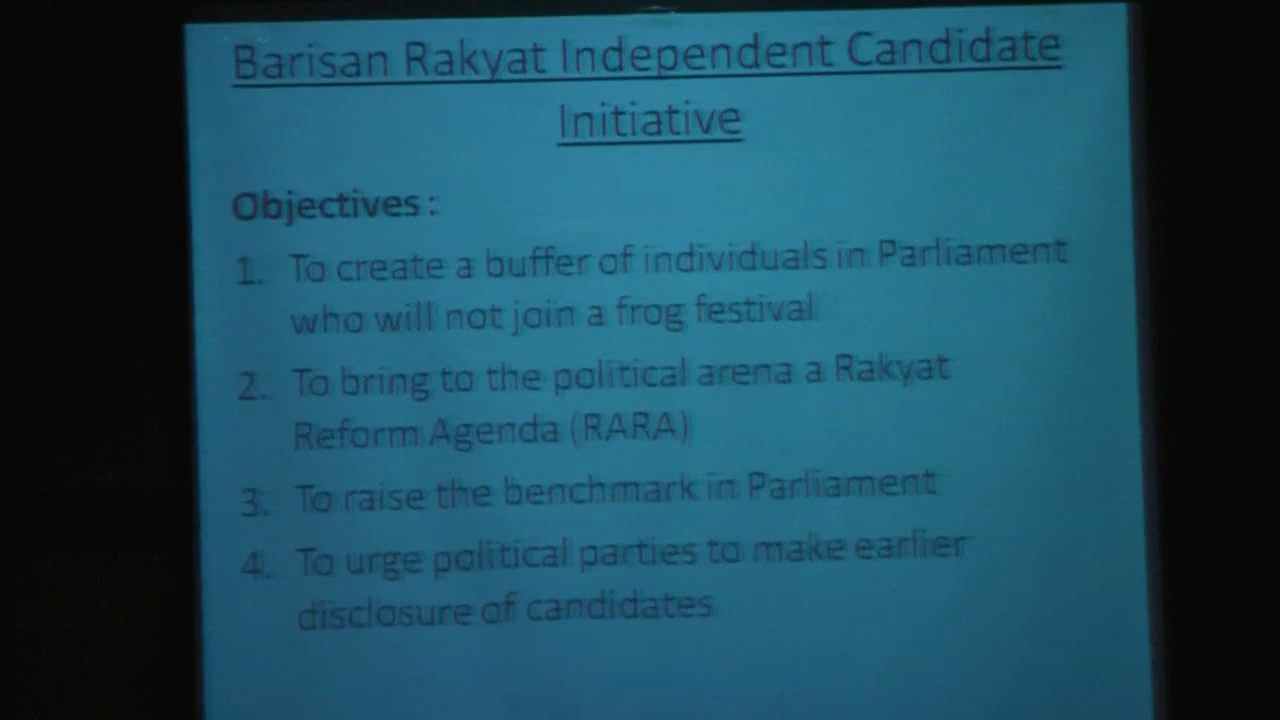 Barisan Rakyat Independent Candidate
Initiative
Objectives :
1. To create a buffer of individuals in Parliament
who will not join a frog festival
2. To bring to the political arena a Rakyat
Reform Agenda (RARA)
3. To raise the benchmark in Parliament
4. To urge political parties to make earlier
disclosure of candidates